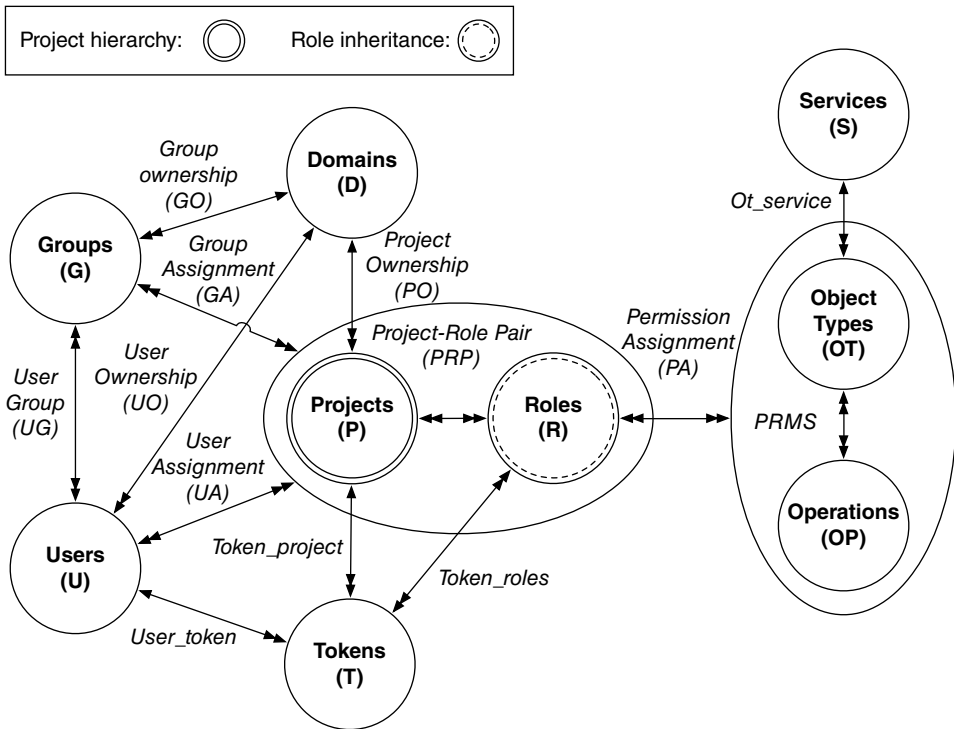 Project hierarchy:
Role inheritance:
Services
(S)
Domains
(D)
Group
ownership
(GO)
Ot_service
Groups
(G)
Group
Assignment
(GA)
Project
Ownership
(PO)
Object
Types
(OT)
Project-Role Pair
(PRP)
Permission
Assignment
(PA)
User
Ownership
(UO)
User
Group
(UG)
Projects
(P)
Roles
(R)
PRMS
User
Assignment
(UA)
Operations
(OP)
Users
(U)
Token_project
Token_roles
User_token
Tokens
(T)